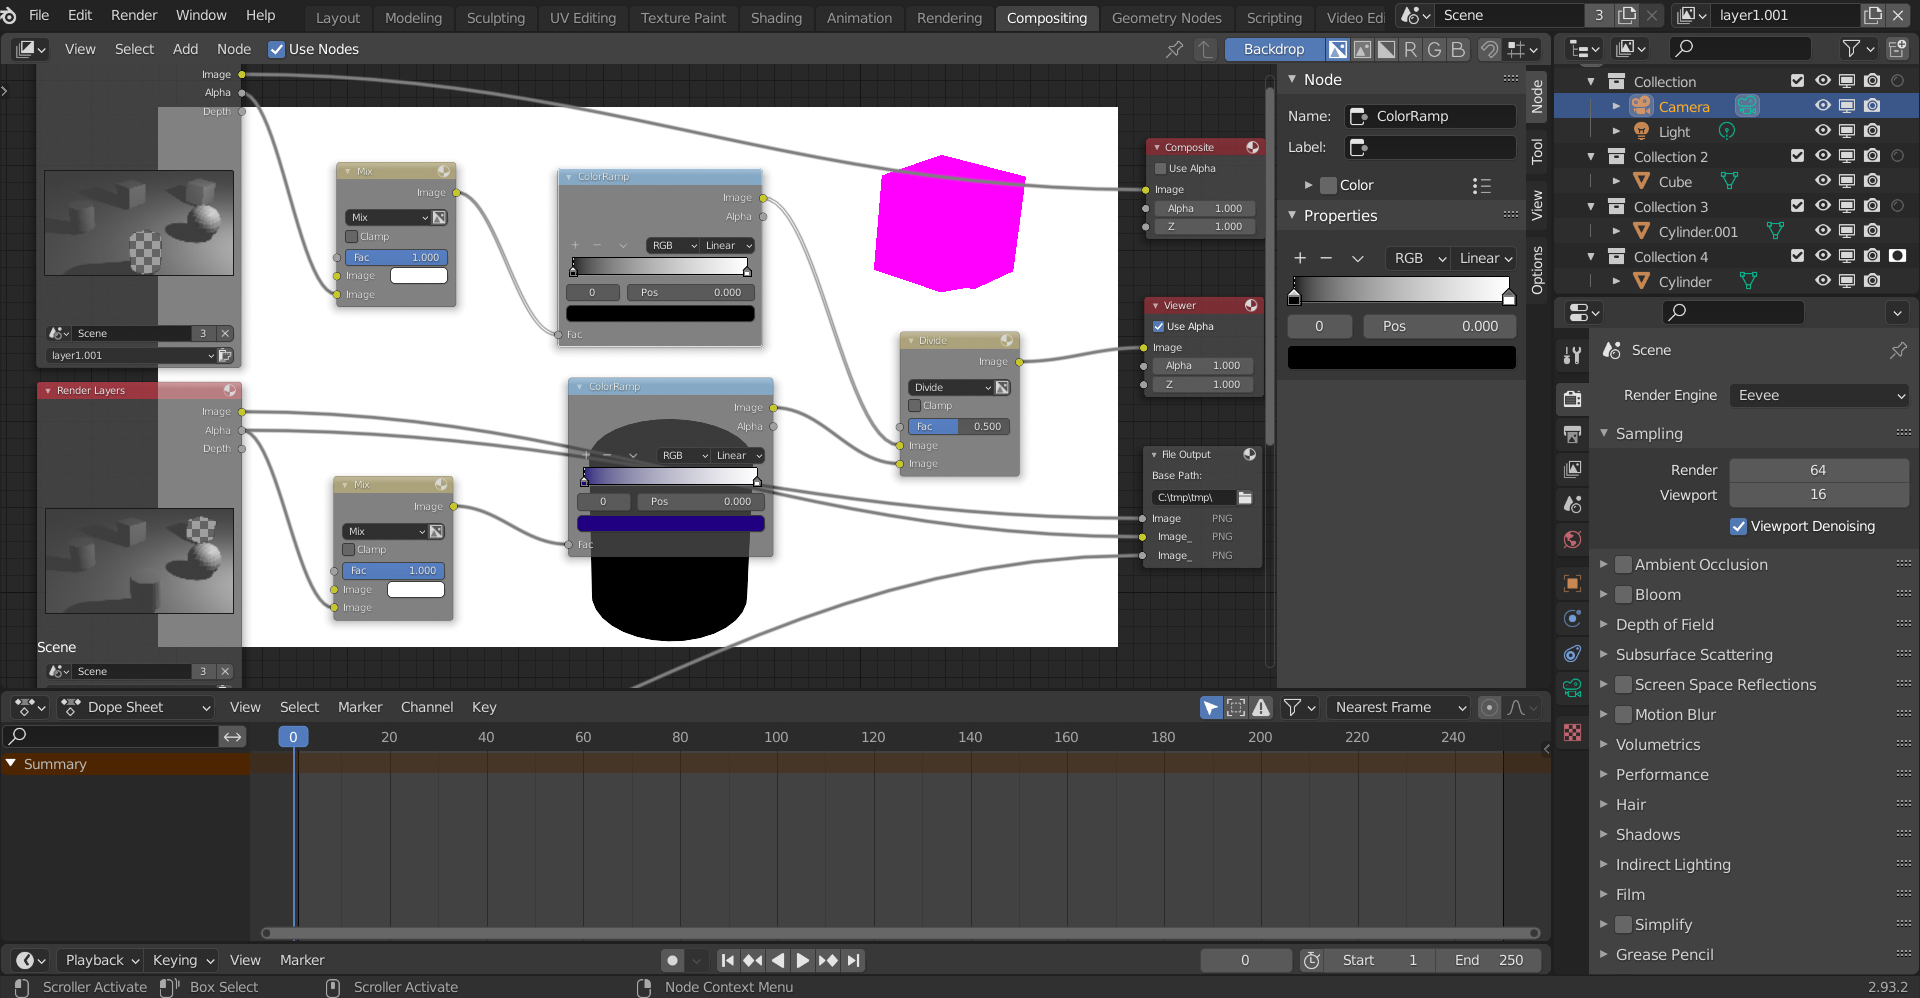 File Edit Render Window Help Layout Modeling Sculpting UV Editing Texture Paint Shading Animation Rendering Compositing Geometry Nodes Scripting Video Edi Scene 3 layer1.001
View Select Add Node Use Nodes Backdrop R G B
Image
Alpha
Depth
Scene 3
layer1.001
Render Layers
Image
Alpha
Depth
Scene
Scene 3
Mix
Image
Mix
Clamp
Fac 1.000
Image
Image
Mix
Image
Mix
Clamp
Fac 1.000
Image
Image
ColorRamp
Image
Alpha
RGB Linear
0 Pos 0.000
Fac
ColorRamp
Image
Alpha
RGB Linear
0 Pos 0.000
Fac
Divide
Image
Divide
Clamp
Fac 0.500
Image
Image
Composite
Use Alpha
Image
Alpha 1.000
Z 1.000
Viewer
Use Alpha
Image
Alpha 1.000
Z 1.000
File Output
Base Path:
C:\tmp\tmp\
Image PNG
Image_ PNG
Image_ PNG
Node
Name: ColorRamp
Label:
Color
Properties
RGB Linear
0 Pos 0.000
Node
Tool
View
Options
Collection
Camera
Light
Collection 2
Cube
Collection 3
Cylinder.001
Collection 4
Cylinder
Scene
Render Engine Eevee
Sampling
Render 64
Viewport 16
Viewport Denoising
Ambient Occlusion
Bloom
Depth of Field
Subsurface Scattering
Screen Space Reflections
Motion Blur
Volumetrics
Performance
Hair
Shadows
Indirect Lighting
Film
Simplify
Grease Pencil
Dope Sheet View Select Marker Channel Key Nearest Frame
0 20 40 60 80 100 120 140 160 180 200 220 240
Summary
Playback Keying View Marker 0 Start 1 End 250
Scroller Activate Box Select Scroller Activate Node Context Menu 2.93.2